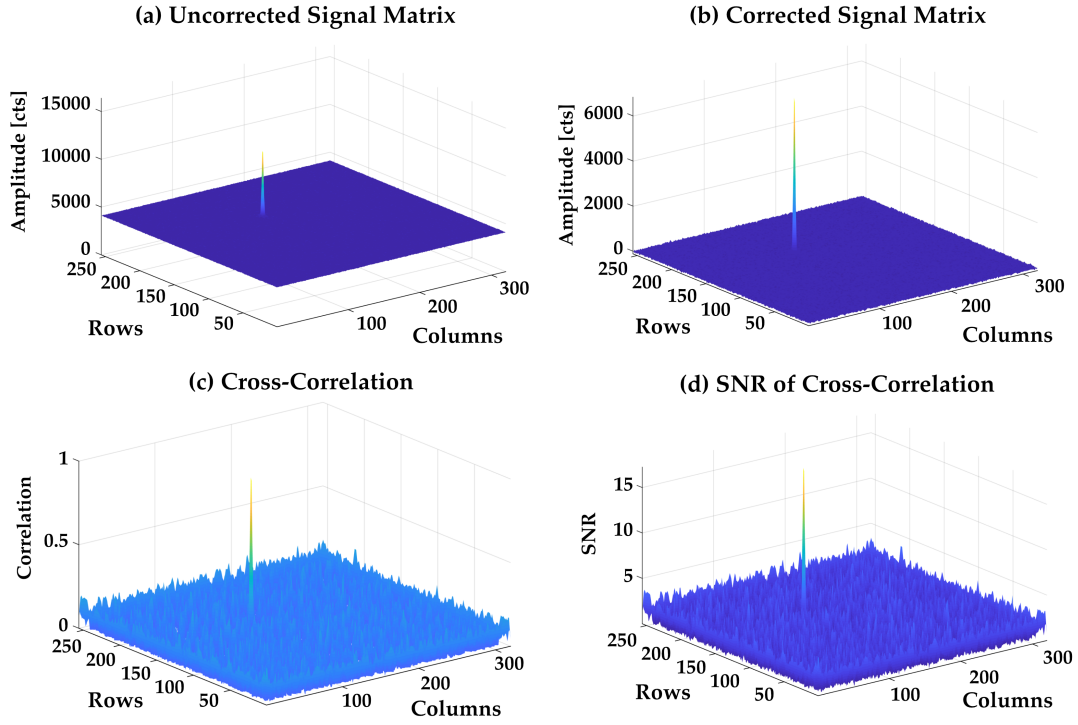 (a) Uncorrected Signal Matrix
Amplitude [cts]
15000
10000
5000
0
250
200
150
100
50
Rows
100
200
300
Columns
(b) Corrected Signal Matrix
Amplitude [cts]
6000
4000
2000
0
250
200
150
100
50
Rows
100
200
300
Columns
(c) Cross-Correlation
Correlation
1
0.5
0
250
200
150
100
50
Rows
100
200
300
Columns
(d) SNR of Cross-Correlation
SNR
15
10
5
250
200
150
100
50
Rows
100
200
300
Columns